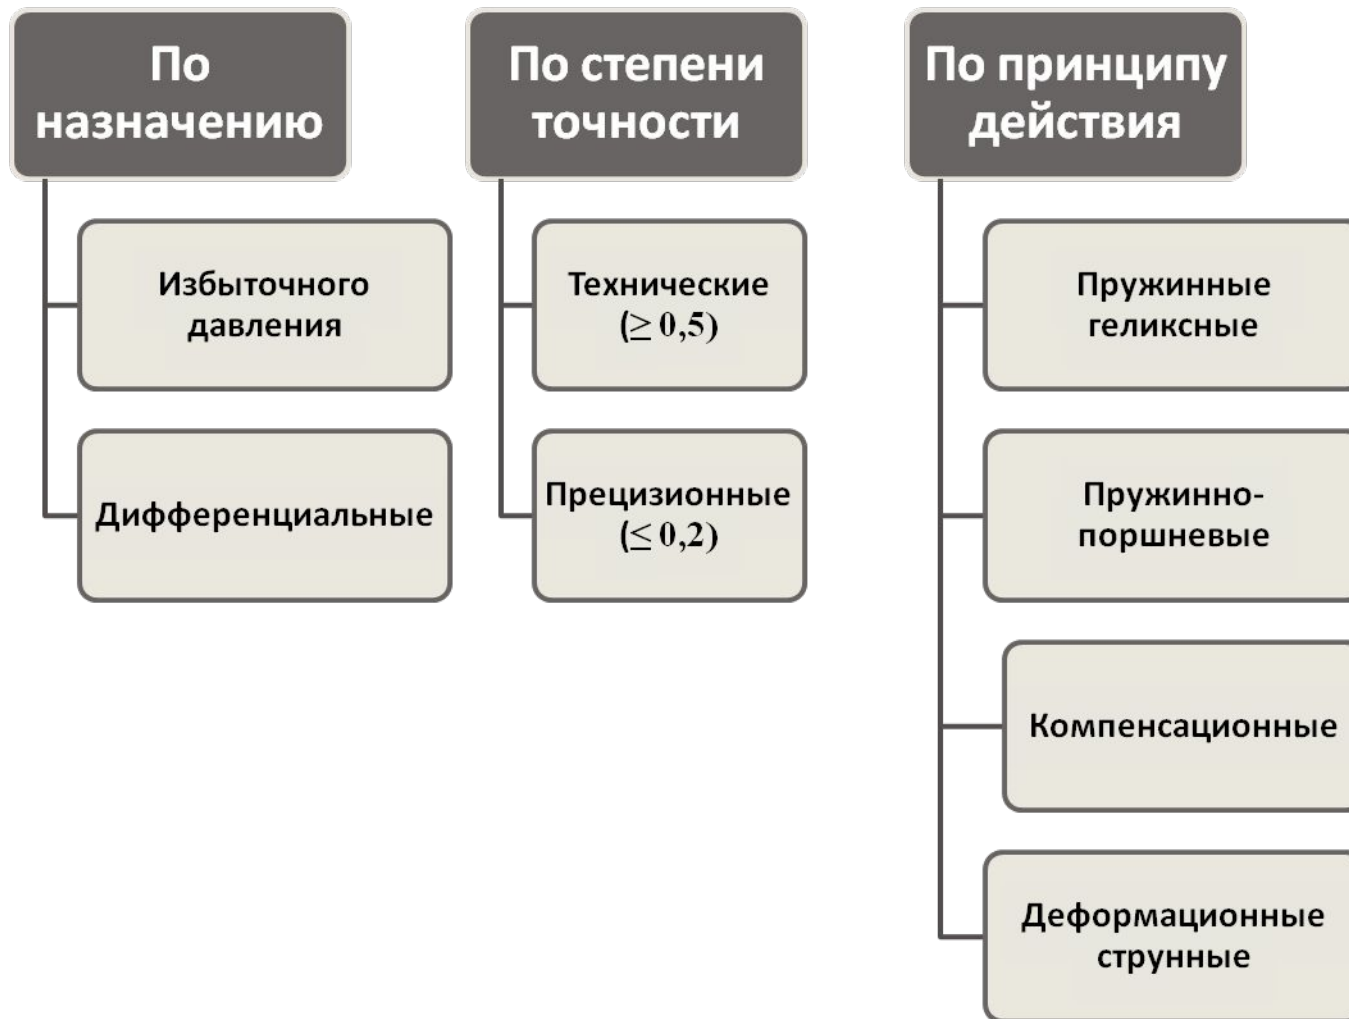 По
назначению
Избыточного
давления
Дифференциальные
По степени
точности
Технические
(≥ 0,5)
Прецизионные
(≤ 0,2)
По принципу
действия
Пружинные
геликсные
Пружинно-
поршневые
Компенсационные
Деформационные
струнные